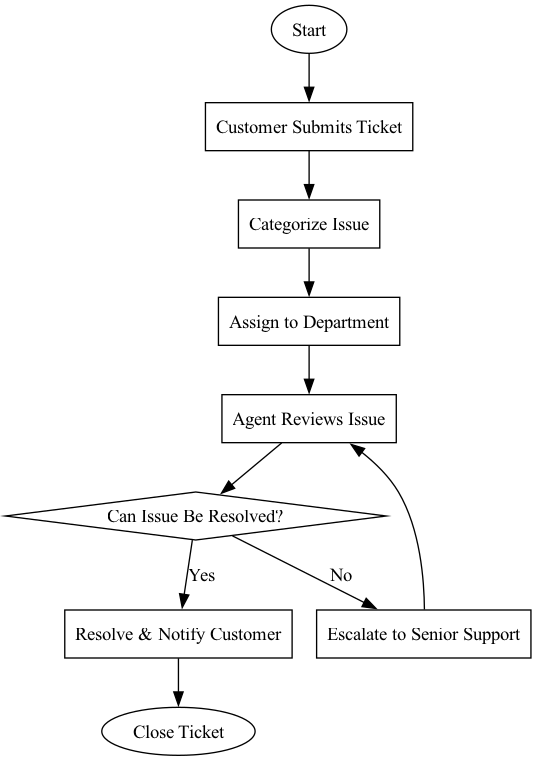 Start
Customer Submits Ticket
Categorize Issue
Assign to Department
Agent Reviews Issue
Can Issue Be Resolved?
Yes
No
Resolve & Notify Customer
Escalate to Senior Support
Close Ticket